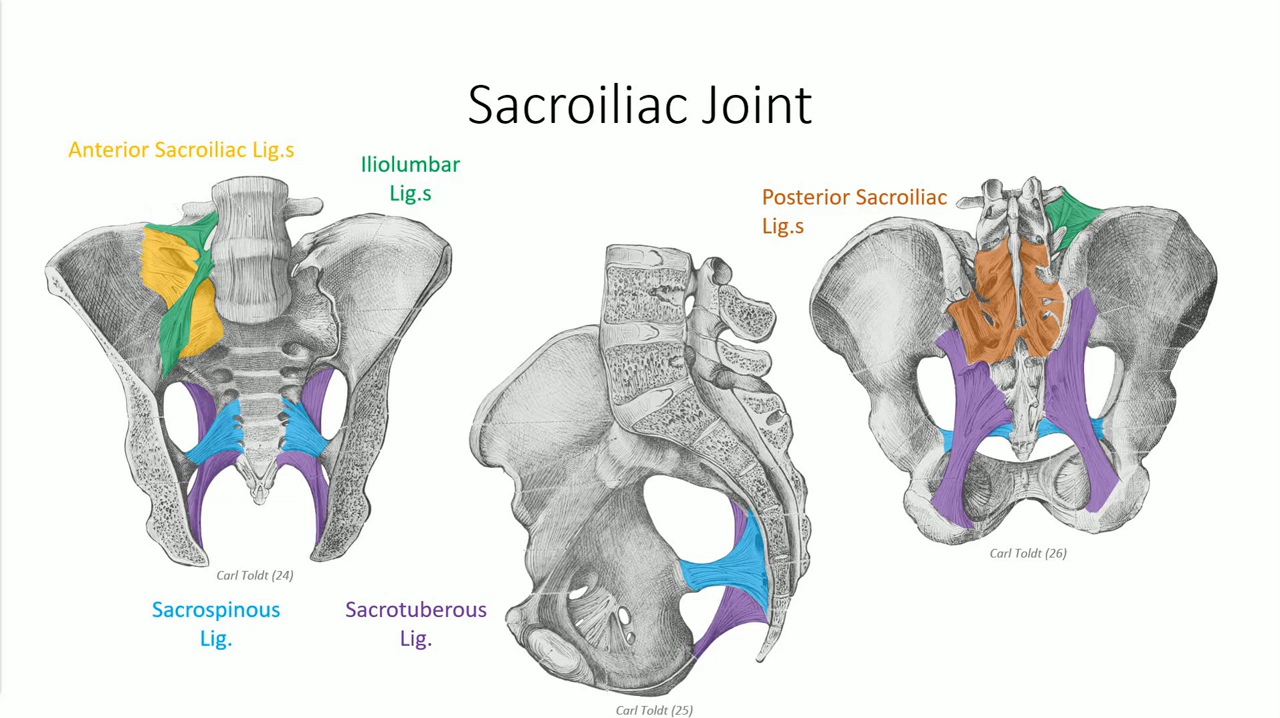 Sacroiliac Joint
Anterior Sacroiliac Lig.s
Iliolumbar
Lig.s
Posterior Sacroiliac
Lig.s
Carl Toldt (26)
Carl Toldt (24)
Sacrospinous
Lig.
Sacrotuberous
Lig.
Carl Toldt (25)